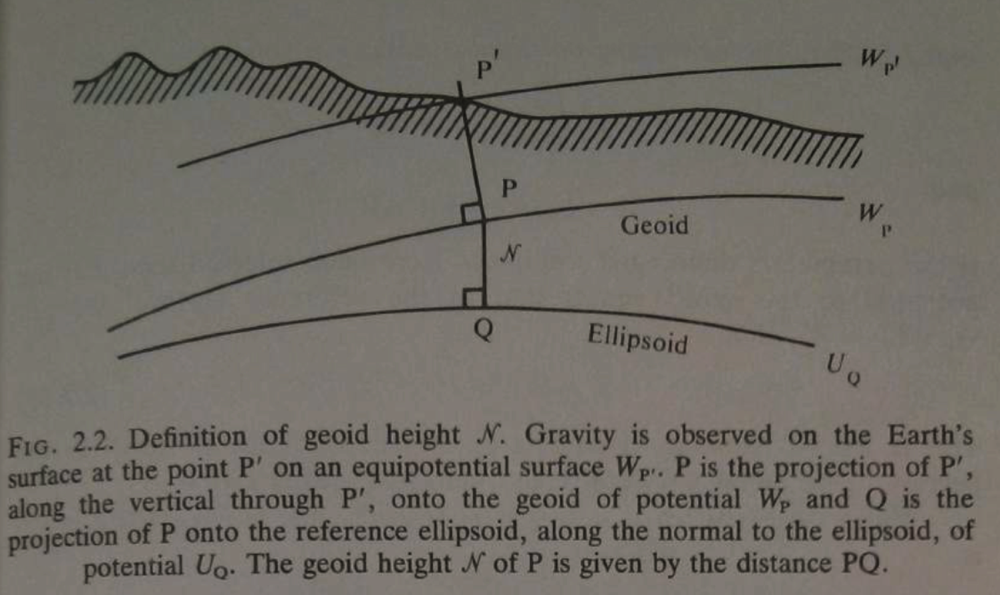 P′
W_P′
P
Geoid
W_P
N
Q
Ellipsoid
U_Q
FIG. 2.2. Definition of geoid height N. Gravity is observed on the Earth's
surface at the point P′ on an equipotential surface W_P′. P is the projection of P′,
along the vertical through P′, onto the geoid of potential W_P and Q is the
projection of P onto the reference ellipsoid, along the normal to the ellipsoid, of
potential U_Q. The geoid height N of P is given by the distance PQ.